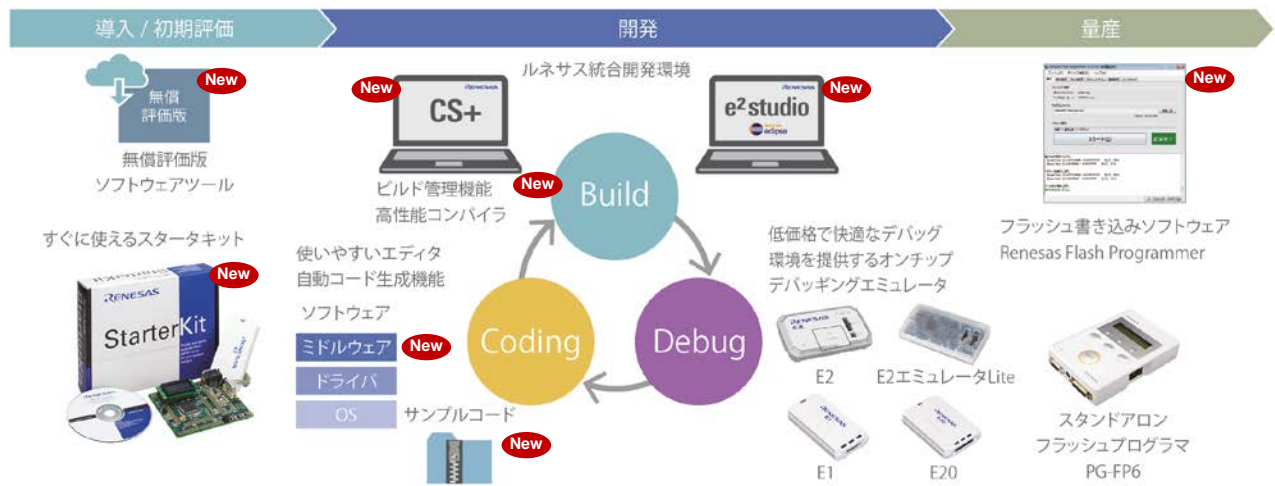 導入 / 初期評価
開発
量産
New
無償
評価版
無償評価版
ソフトウェアツール
すぐに使えるスタータキット
New
RENESAS
StarterKit
ルネサス統合開発環境
New
RENESAS
CS+
New
RENESAS
e² studio
eclipse
ビルド管理機能
高性能コンパイラ
New
Build
使いやすいエディタ
自動コード生成機能
ソフトウェア
ミドルウェア
New
ドライバ
OS
サンプルコード
New
Coding
Debug
低価格で快適なデバッグ
環境を提供するオンチップ
デバッギングエミュレータ
E2
E2エミュレータLite
RENESAS
E1
RENESAS
E20
New
スタート(S)
フラッシュ書き込みソフトウェア
Renesas Flash Programmer
スタンドアロン
フラッシュプログラマ
PG-FP6